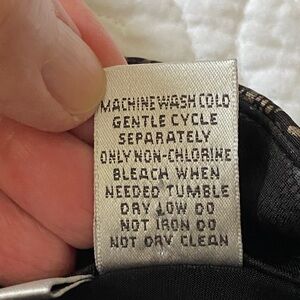 MACHINE WASH COLD
GENTLE CYCLE
SEPARATELY
ONLY NON-CHLORINE
BLEACH WHEN
NEEDED TUMBLE
DRY LOW DO
NOT IRON DO
NOT DRY CLEAN